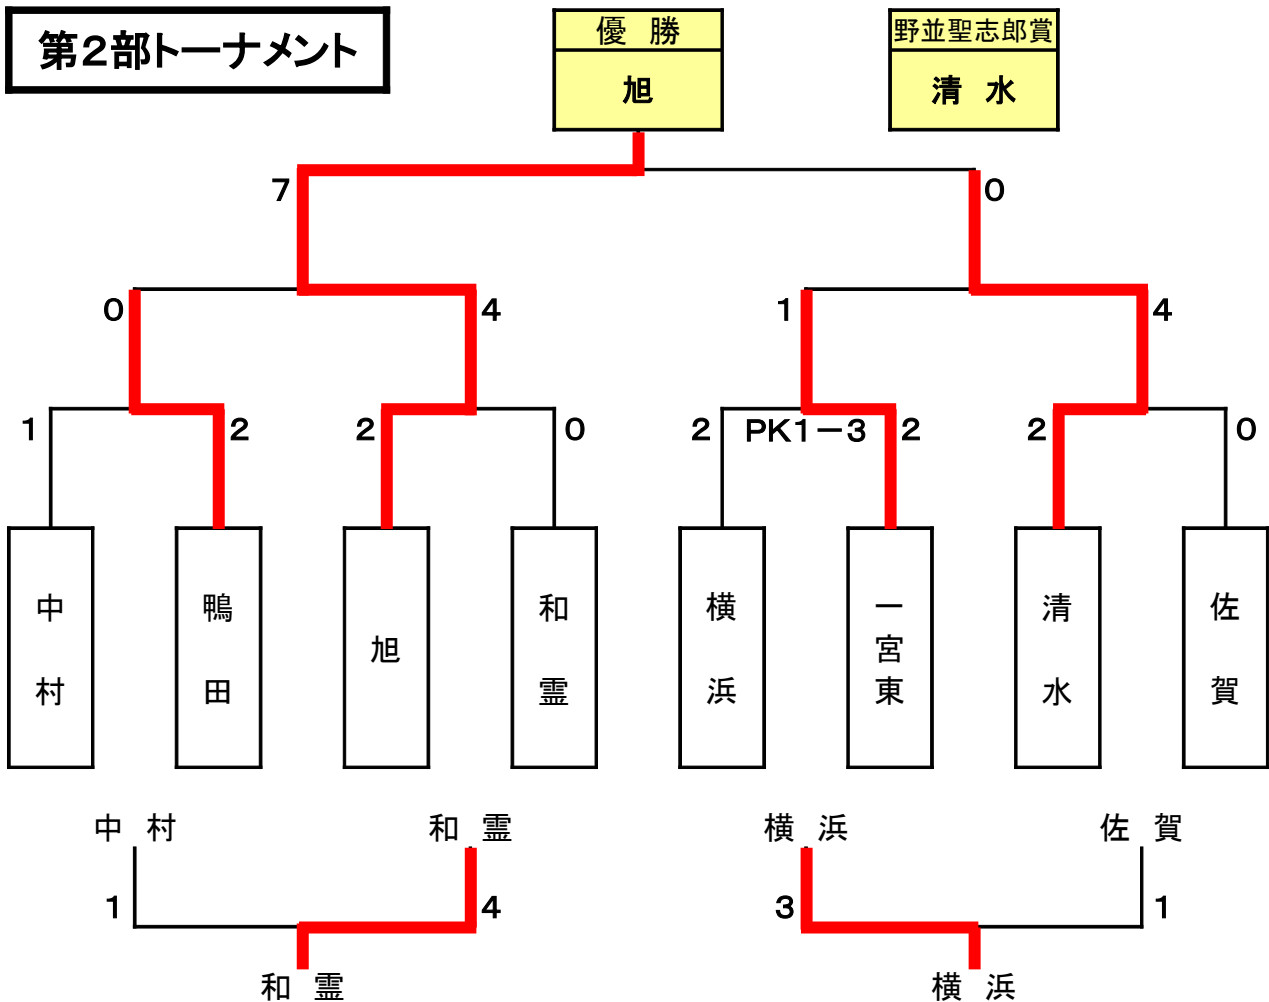 第2部トーナメント
優 勝
旭
野並聖志郎賞
清 水
7
0
0
4
1
4
1
2
2
0
2
PK1－3
2
2
0
中村
鴨田
旭
和霊
横浜
一宮東
清水
佐賀
中 村
和 霊
横 浜
佐 賀
1
4
3
1
和 霊
横 浜